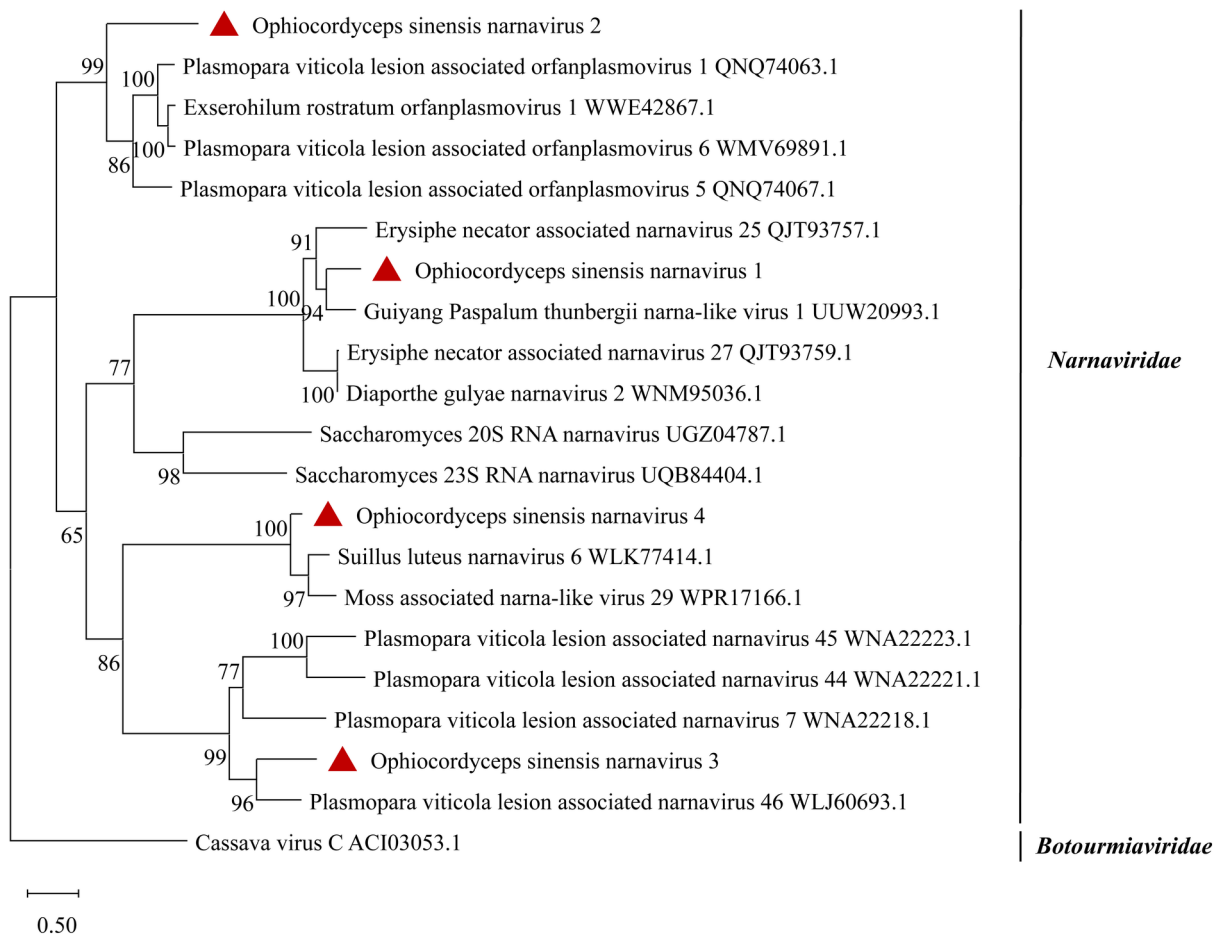 Ophiocordyceps sinensis narnavirus 2
99
Plasmopara viticola lesion associated orfanplasmovirus 1 QNQ74063.1
100
Exserohilum rostratum orfanplasmovirus 1 WWE42867.1
100
Plasmopara viticola lesion associated orfanplasmovirus 6 WMV69891.1
86
Plasmopara viticola lesion associated orfanplasmovirus 5 QNQ74067.1
Erysiphe necator associated narnavirus 25 QJT93757.1
91
Ophiocordyceps sinensis narnavirus 1
100
94
Guiyang Paspalum thunbergii narna-like virus 1 UUW20993.1
Erysiphe necator associated narnavirus 27 QJT93759.1
Narnaviridae
77
100
Diaporthe gulyae narnavirus 2 WNM95036.1
Saccharomyces 20S RNA narnavirus UGZ04787.1
98
Saccharomyces 23S RNA narnavirus UQB84404.1
Ophiocordyceps sinensis narnavirus 4
100
65
Suillus luteus narnavirus 6 WLK77414.1
97
Moss associated narna-like virus 29 WPR17166.1
100
Plasmopara viticola lesion associated narnavirus 45 WNA22223.1
86
77
Plasmopara viticola lesion associated narnavirus 44 WNA22221.1
Plasmopara viticola lesion associated narnavirus 7 WNA22218.1
99
Ophiocordyceps sinensis narnavirus 3
96
Plasmopara viticola lesion associated narnavirus 46 WLJ60693.1
Cassava virus C ACI03053.1
Botourmiaviridae
0.50